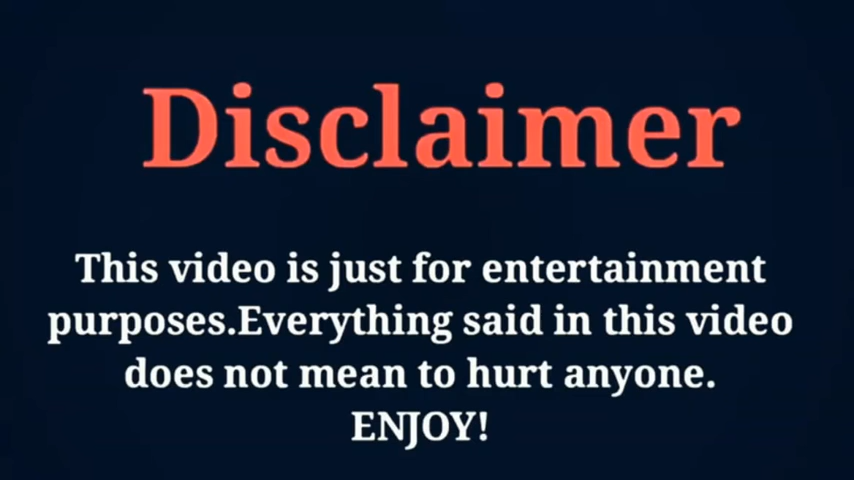 Disclaimer
This video is just for entertainment
purposes.Everything said in this video
does not mean to hurt anyone.
ENJOY!